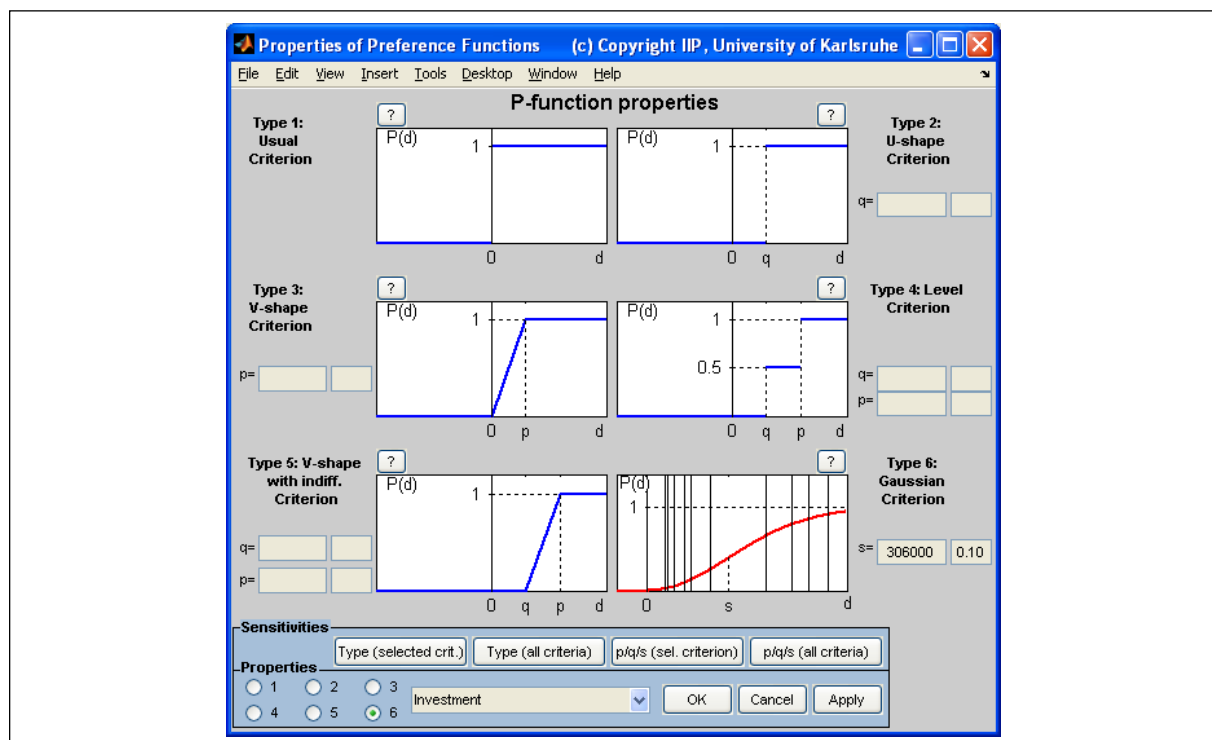 Properties of Preference Functions (c) Copyright IIP , University of Karlsruhe
File Edit View Insert Tools Desktop Window Help
P-function properties
Type 1:
Usual
Criterion
?
P(d)
1
0 d
?
P(d)
1
0 q d
Type 2:
U-shape
Criterion
q=
Type 3:
V-shape
Criterion
p=
?
P(d)
1
0 p d
?
P(d)
1
0.5
0 q p d
Type 4: Level
Criterion
q=
p=
Type 5: V-shape
with indiff.
Criterion
q=
p=
?
P(d)
1
0 q p d
?
P(d)
1
0 s d
Type 6:
Gaussian
Criterion
s= 306000 0.10
Sensitivities
Type (selected crit.) Type (all criteria) p/q/s (sel. criterion) p/q/s (all criteria)
Properties
1 2 3
4 5 6
Investment
OK Cancel Apply